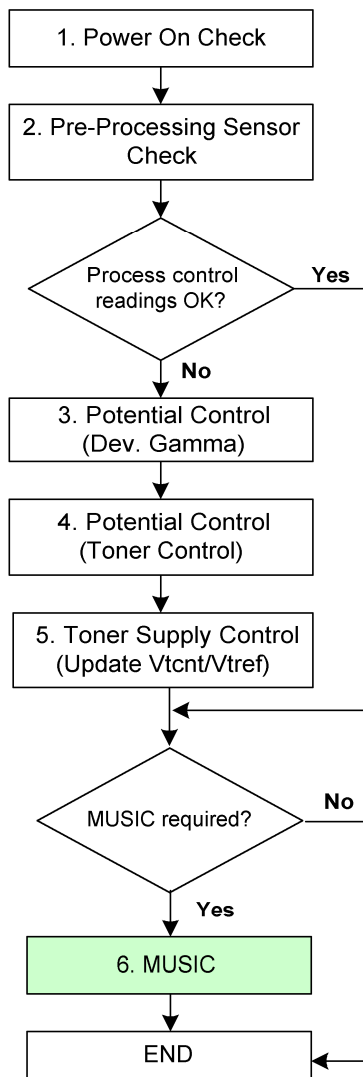 1. Power On Check
2. Pre-Processing Sensor
Check
Process control
readings OK?
Yes
No
3. Potential Control
(Dev. Gamma)
4. Potential Control
(Toner Control)
5. Toner Supply Control
(Update Vtcnt/Vtref)
MUSIC required?
No
Yes
6. MUSIC
END